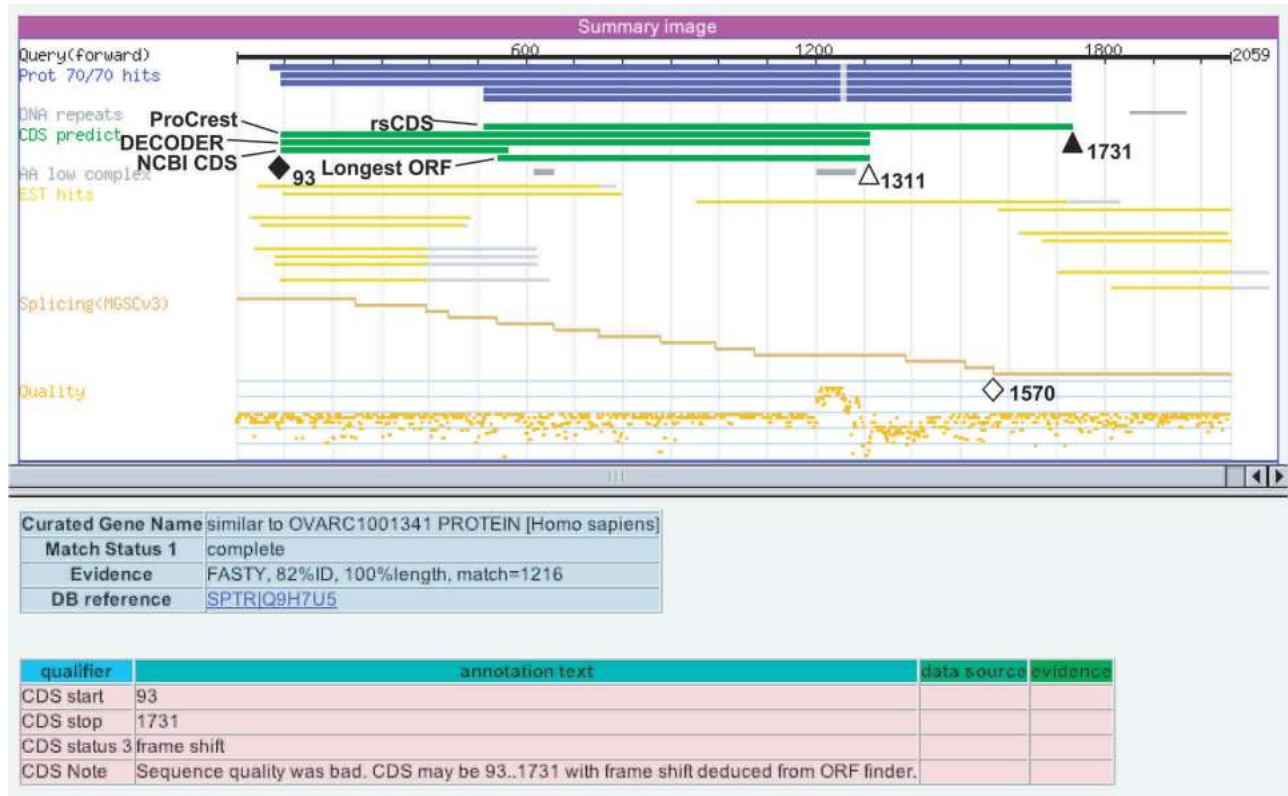 Summary image
Query(forward) 600 1200 1800 2059
Prot 70/70 hits
DNA repeats
ProCrest rsCDS
CDS predict DECODER 1731
NCBI CDS Longest ORF
AA low complex 93 1311
EST hits
Splicing(MGSCv3)
Quality 1570
Curated Gene Name similar to OVARC1001341 PROTEIN [Homo sapiens]
Match Status 1 complete
Evidence FASTY, 82%ID, 100%length, match=1216
DB reference SPTR|Q9H7U5
qualifier annotation text data source evidence
CDS start 93
CDS stop 1731
CDS status 3 frame shift
CDS Note Sequence quality was bad. CDS may be 93..1731 with frame shift deduced from ORF finder.